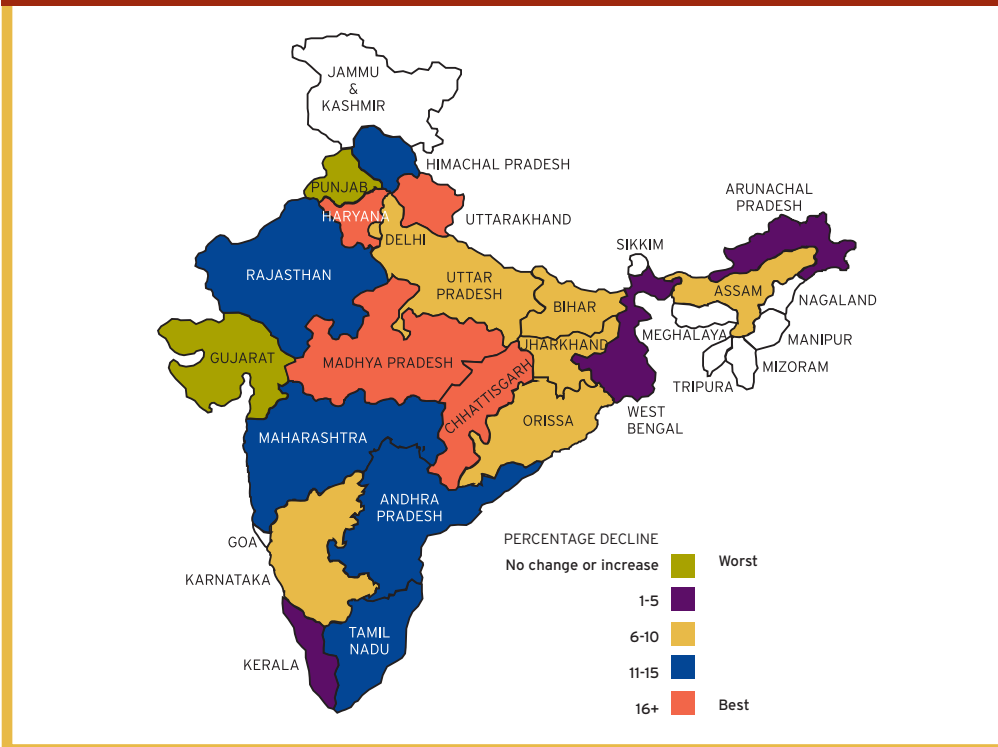 JAMMU
&
KASHMIR
HIMACHAL PRADESH
PUNJAB
HARYANA
UTTARAKHAND
DELHI
ARUNACHAL
PRADESH
SIKKIM
RAJASTHAN
UTTAR
PRADESH
BIHAR
ASSAM
NAGALAND
MEGHALAYA
MANIPUR
JHARKHAND
GUJARAT
MADHYA PRADESH
MIZORAM
TRIPURA
CHHATTISGARH
WEST
BENGAL
ORISSA
MAHARASHTRA
ANDHRA
PRADESH
GOA
KARNATAKA
TAMIL
NADU
KERALA
PERCENTAGE DECLINE
No change or increase Worst
1-5
6-10
11-15
16+ Best